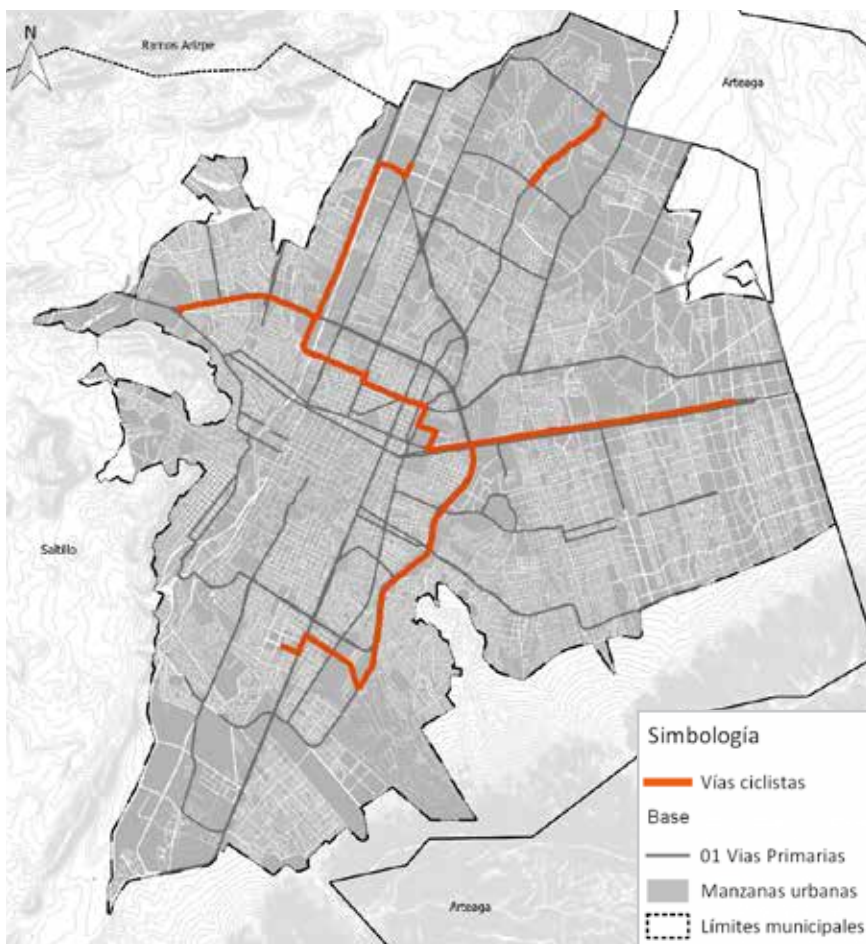 N
Ramos Arizpe
Arteaga
Saltillo
Arteaga
Simbología
Vías ciclistas
Base
01 Vias Primarias
Manzanas urbanas
Límites municipales